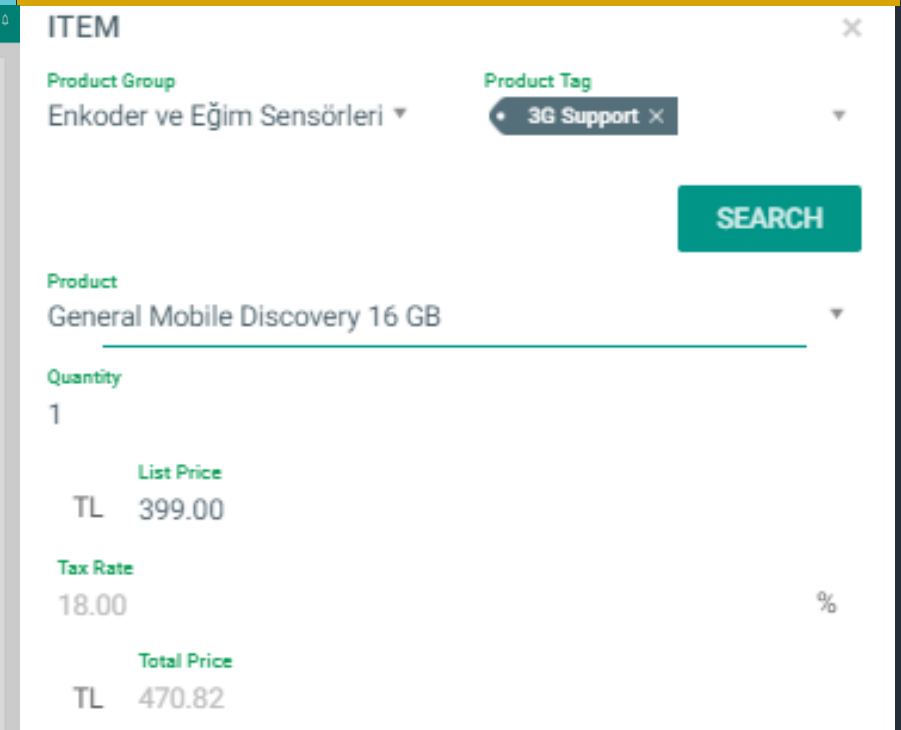 ITEM
Product Group
Product Tag
Enkoder ve Eğim Sensörleri
3G Support
SEARCH
Product
General Mobile Discovery 16 GB
Quantity
1
List Price
TL 399.00
Tax Rate
18.00 %
Total Price
TL 470.82